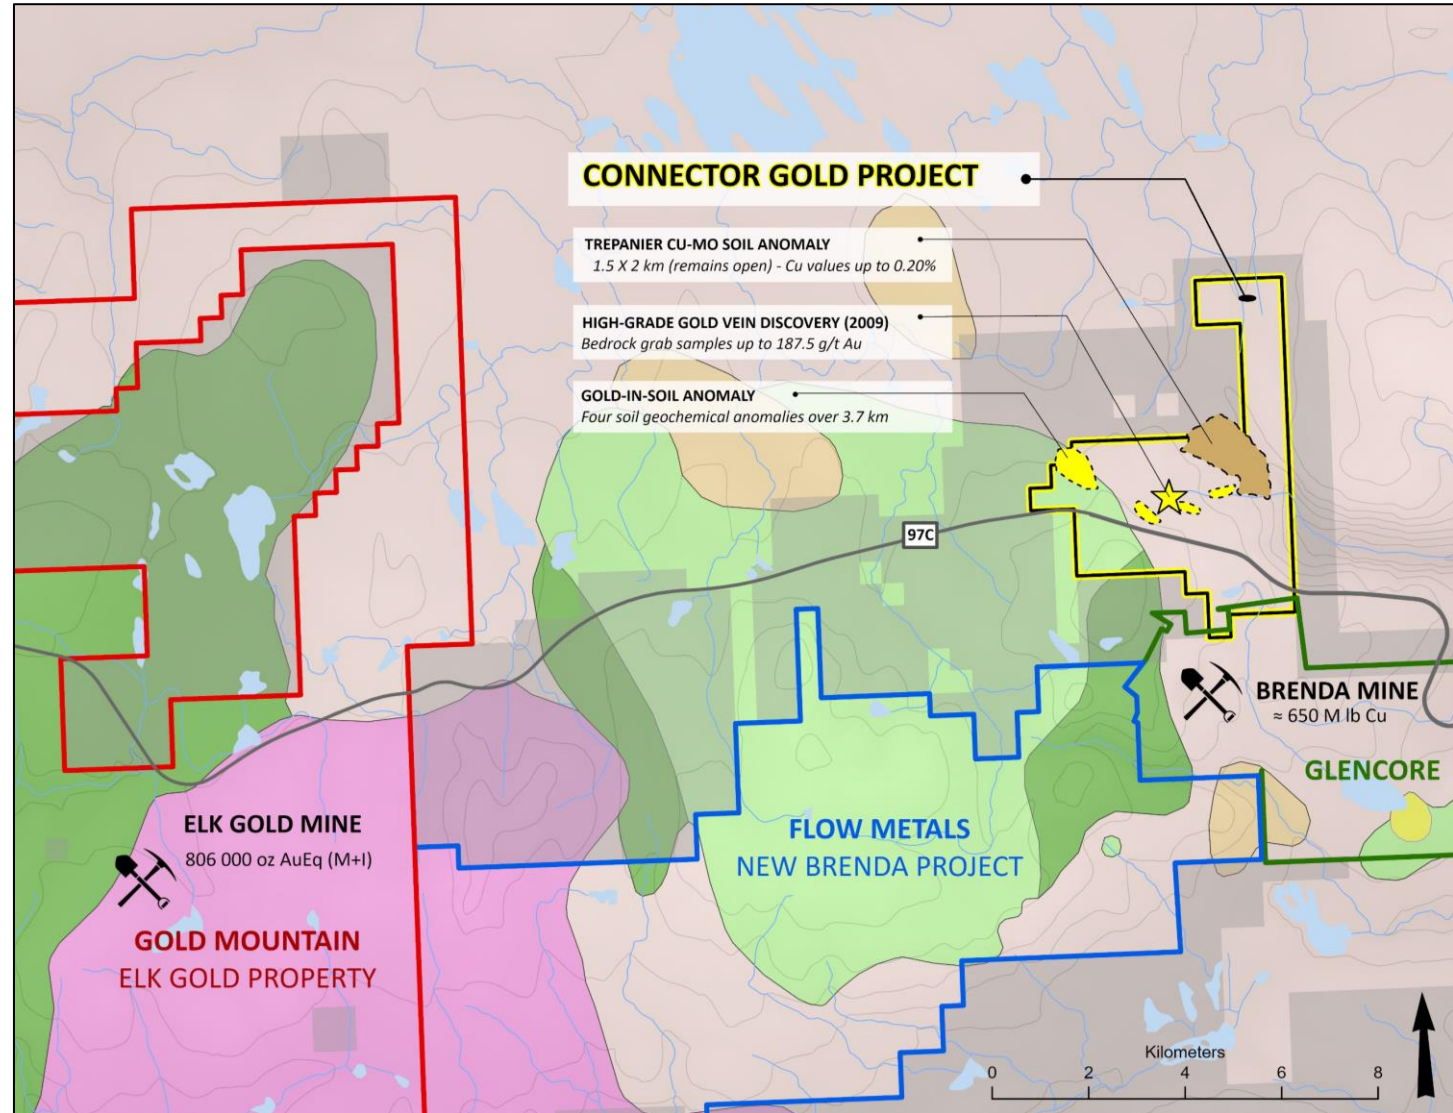 CONNECTOR GOLD PROJECT
TREPANIER CU-MO SOIL ANOMALY
1.5 X 2 km (remains open) - Cu values up to 0.20%
HIGH-GRADE GOLD VEIN DISCOVERY (2009)
Bedrock grab samples up to 187.5 g/t Au
GOLD-IN-SOIL ANOMALY
Four soil geochemical anomalies over 3.7 km
97C
BRENDA MINE
≈ 650 M lb Cu
GLENCORE
ELK GOLD MINE
806 000 oz AuEq (M+I)
GOLD MOUNTAIN
ELK GOLD PROPERTY
FLOW METALS
NEW BRENDA PROJECT
Kilometers
0 2 4 6 8